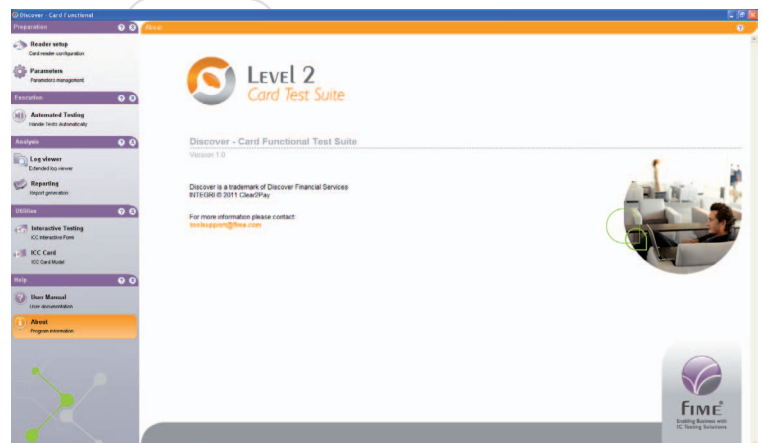 Discover - Card Functional
Preparation
Reader setup
Card reader configuration
Parameters
Parameters management
Execution
Automated Testing
Handle Tests automatically
Analysis
Log viewer
Extended log viewer
Reporting
Report generation
Utilities
Interactive Testing
ICC Interactive Form
ICC Card
ICC Card Model
Help
User Manual
User documentation
About
Program information
About
LEVEL 2
Card Test Suite
Discover - Card Functional Test Suite
Version 1.0
Discover is a trademark of Discover Financial Services
INTEGRI © 2011 Clear2Pay
For more information please contact:
toolsupport@fime.com
FIME
Enabling Business with
IC Testing Solutions